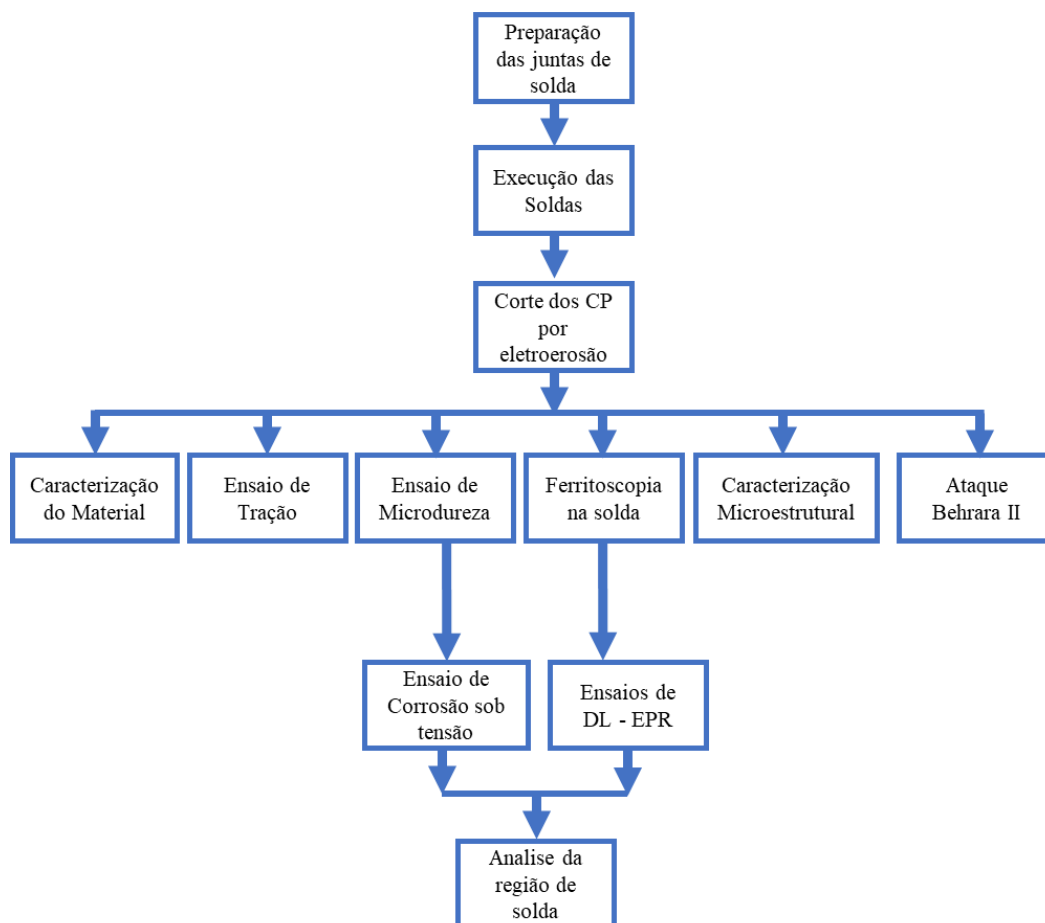 Preparação
das juntas de
solda
Execução das
Soldas
Corte dos CP
por
eletroerosão
Caracterização
do Material
Ensaio de
Tração
Ensaio de
Microdureza
Ferritoscopia
na solda
Caracterização
Microestrutural
Ataque
Behrara II
Ensaio de
Corrosão sob
tensão
Ensaios de
DL - EPR
Analise da
região de
solda